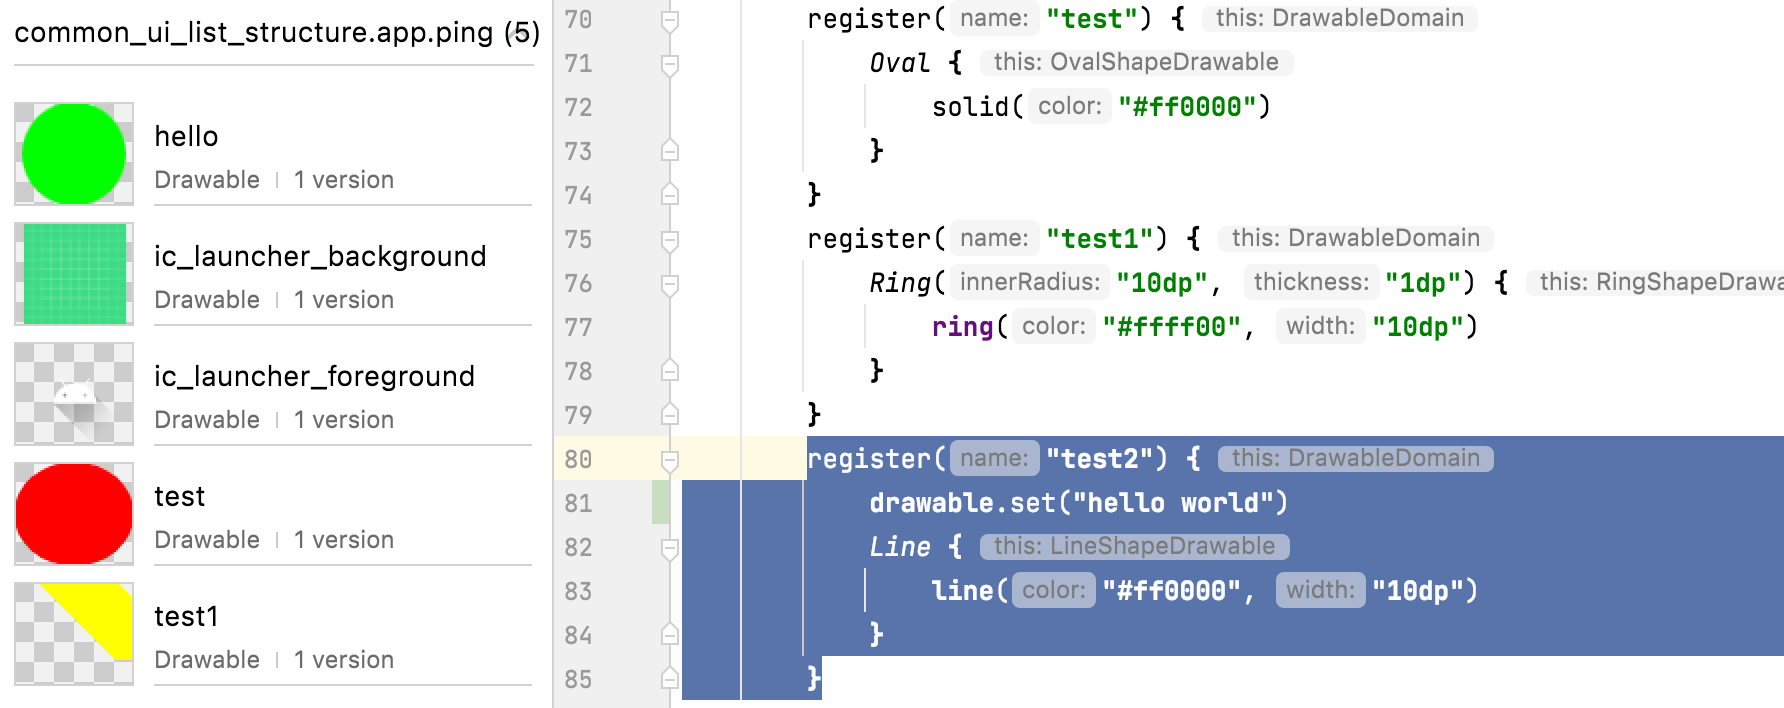 common_ui_list_structure.app.ping (5)
hello
Drawable | 1 version
ic_launcher_background
Drawable | 1 version
ic_launcher_foreground
Drawable | 1 version
test
Drawable | 1 version
test1
Drawable | 1 version
70 register( name: "test") { this: DrawableDomain
71 Oval { this: OvalShapeDrawable
72 solid( color: "#ff0000")
73 }
74 }
75 register( name: "test1") { this: DrawableDomain
76 Ring( innerRadius: "10dp", thickness: "1dp") { this: RingShapeDrawa
77 ring( color: "#ffff00", width: "10dp")
78 }
79 }
80 register( name: "test2") { this: DrawableDomain
81 drawable.set("hello world")
82 Line { this: LineShapeDrawable
83 line( color: "#ff0000", width: "10dp")
84 }
85 }